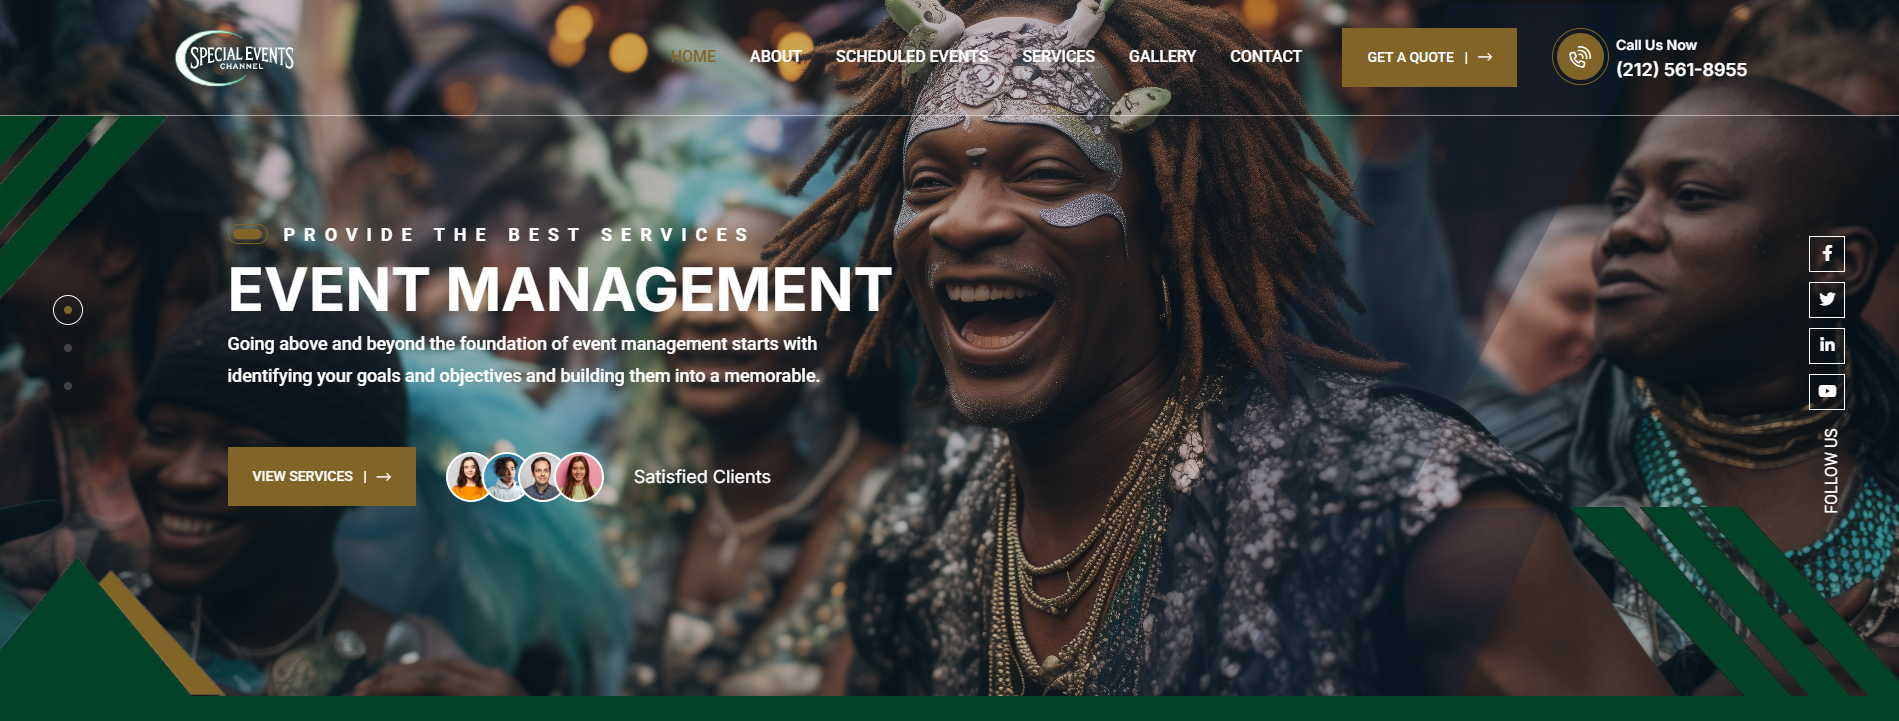 SPECIAL EVENTS
CHANNEL
HOME ABOUT SCHEDULED EVENTS SERVICES GALLERY CONTACT
GET A QUOTE | →
Call Us Now
(212) 561-8955
PROVIDE THE BEST SERVICES
EVENT MANAGEMENT
Going above and beyond the foundation of event management starts with
identifying your goals and objectives and building them into a memorable.
VIEW SERVICES | →
Satisfied Clients
FOLLOW US